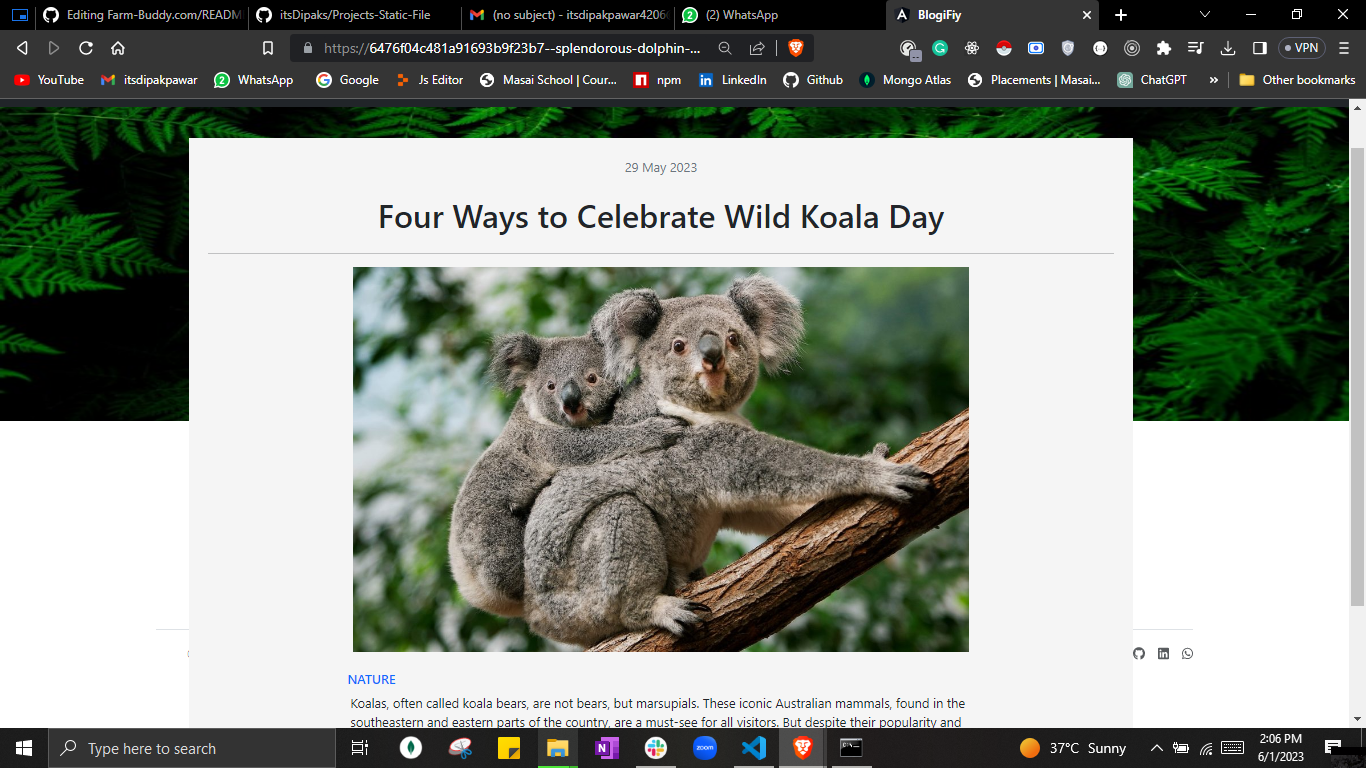 Editing Farm-Buddy.com/READM
itsDipaks/Projects-Static-File
(no subject) - itsdipakpawar4206
(2) WhatsApp
BlogiFiy
https://6476f04c481a91693b9f23b7--splendorous-dolphin-...
VPN
YouTube
itsdipakpawar
WhatsApp
Google
Js Editor
Masai School | Cour...
npm
LinkedIn
Github
Mongo Atlas
Placements | Masai...
ChatGPT
»
Other bookmarks
29 May 2023
Four Ways to Celebrate Wild Koala Day
NATURE
Koalas, often called koala bears, are not bears, but marsupials. These iconic Australian mammals, found in the
southeastern and eastern parts of the country, are a must-see for all visitors. But despite their popularity and
Type here to search
zoom
37°C Sunny
2:06 PM
6/1/2023